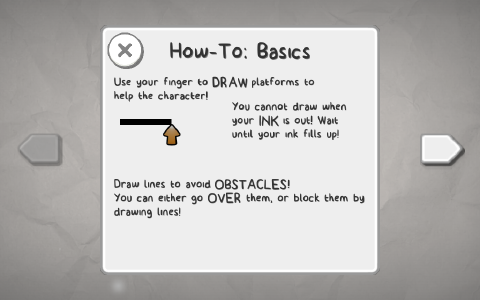 How-To: Basics
Use your finger to DRAW platforms to
help the character!
You cannot draw when
your INK is out! Wait
until your ink fills up!
Draw lines to avoid OBSTACLES!
You can either go OVER them, or block them by
drawing lines!